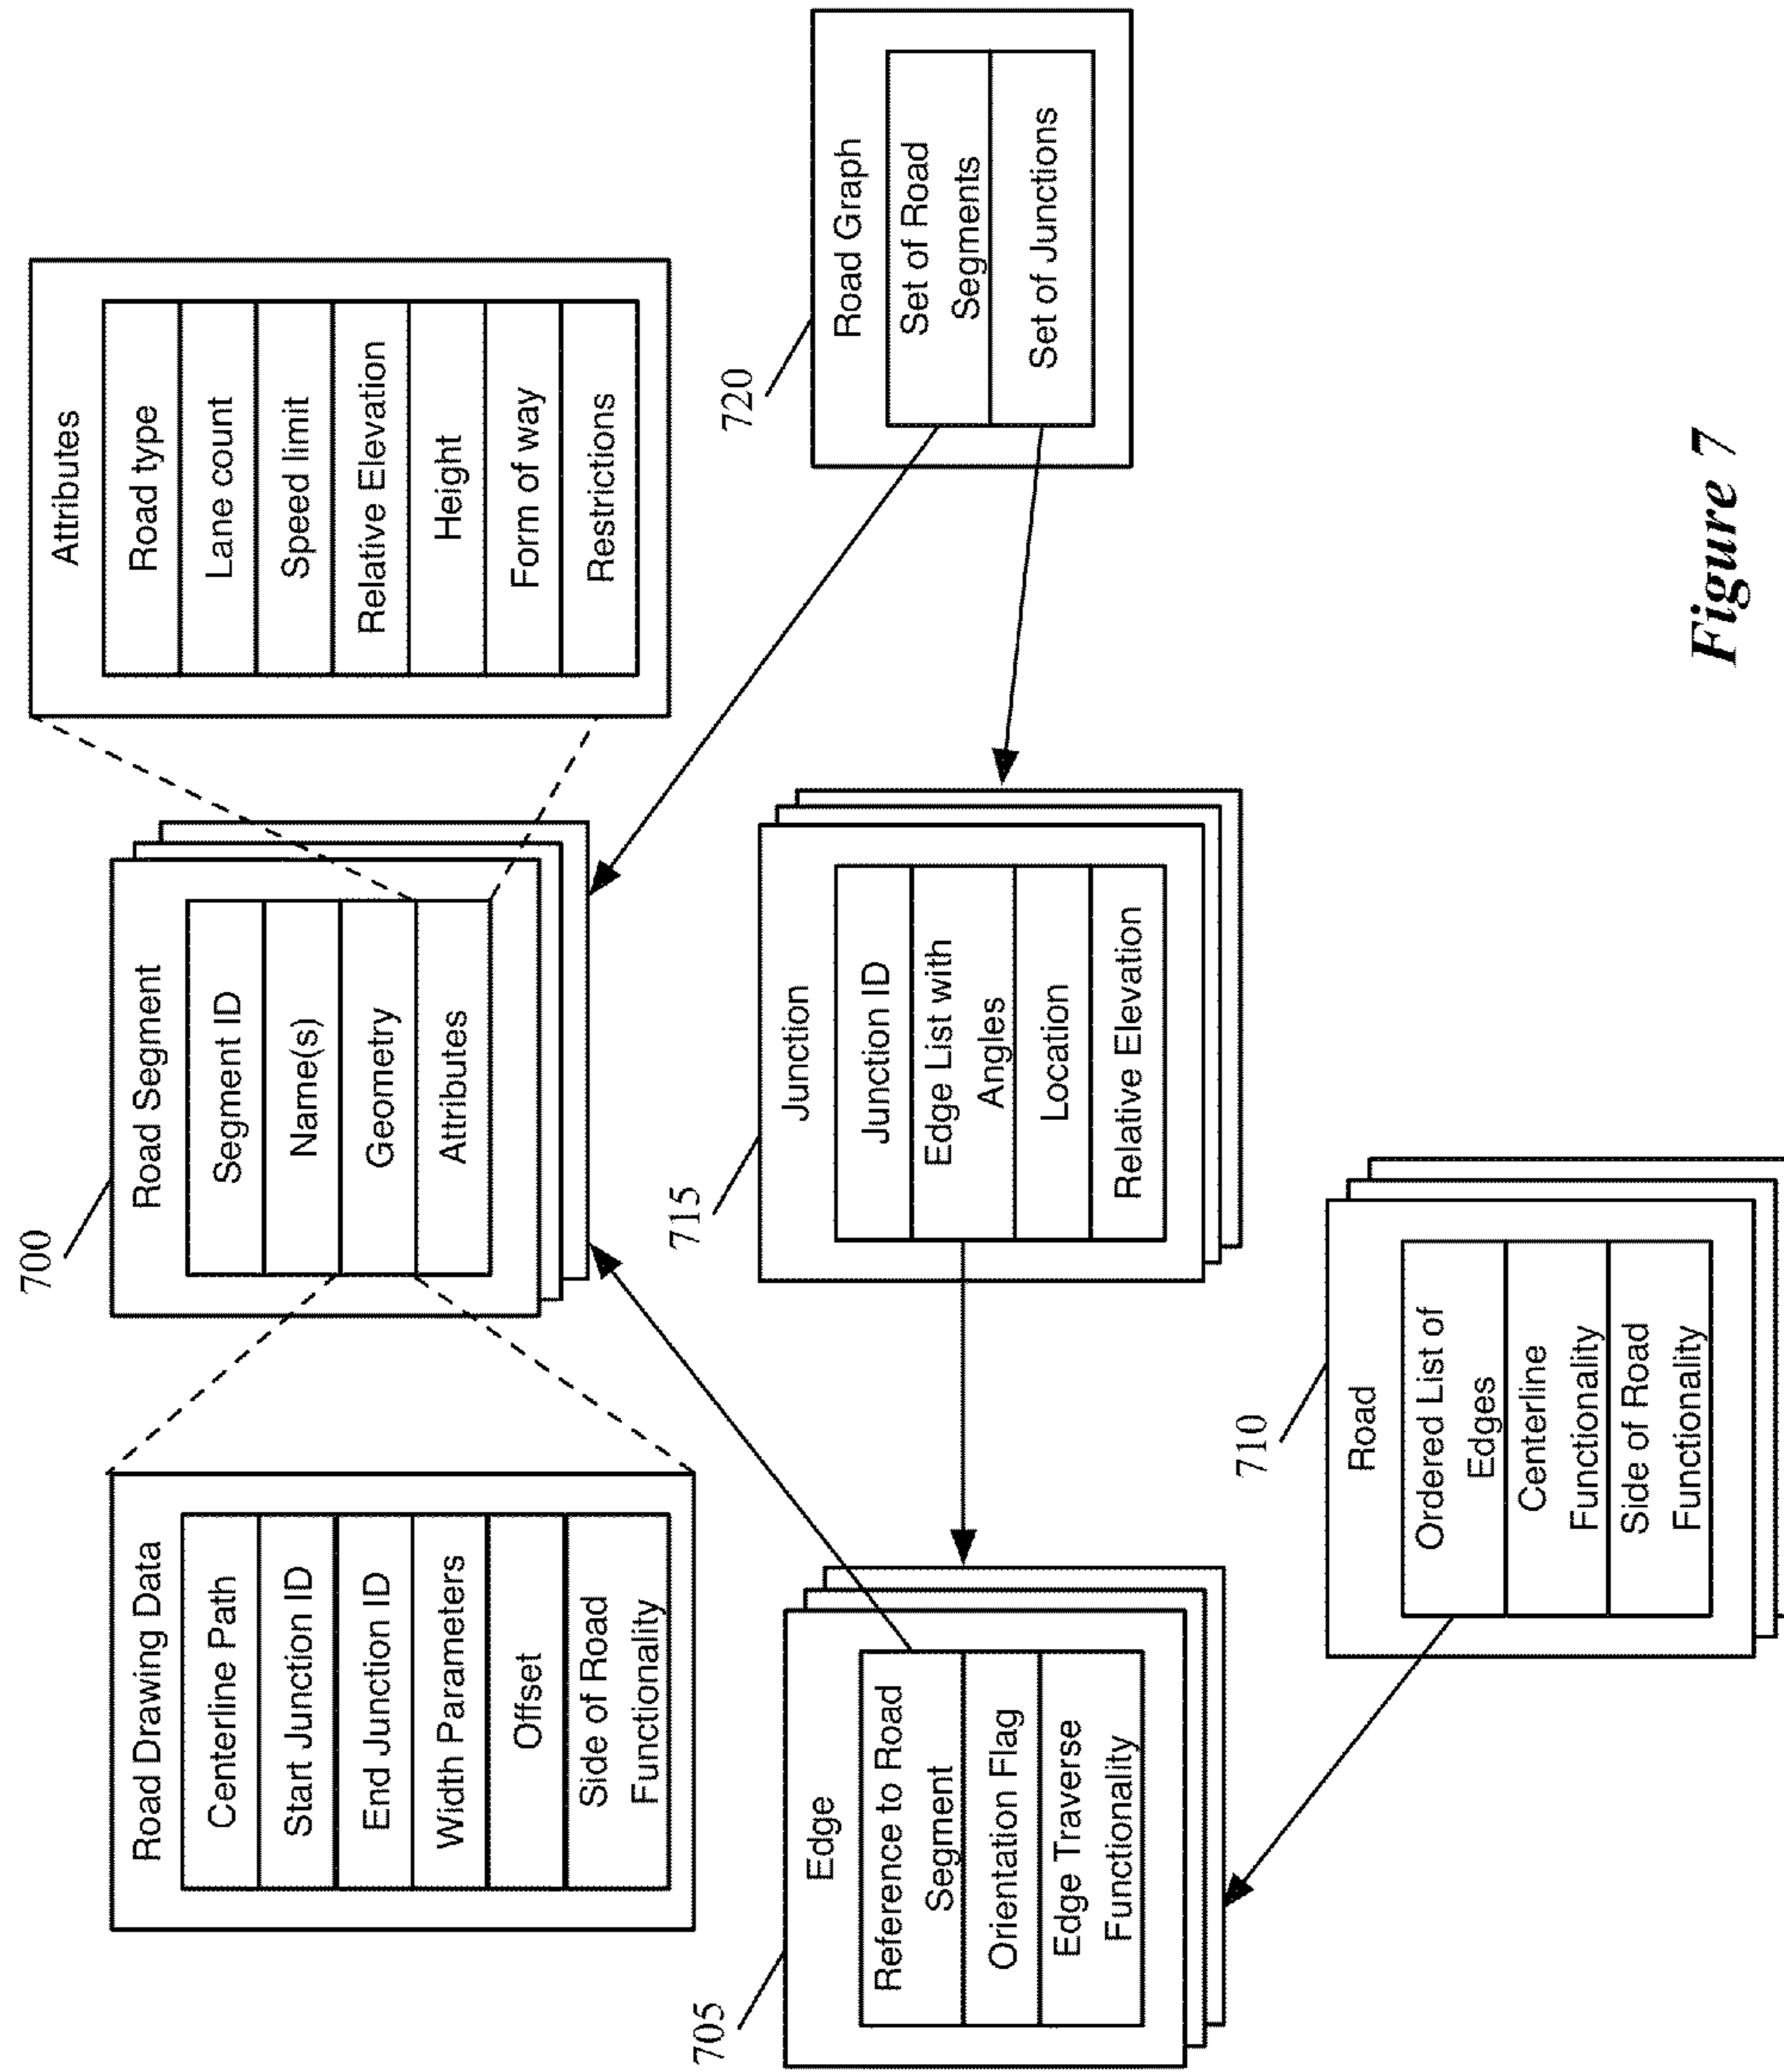 700
Road Drawing Data
Centerline Path
Start Junction ID
End Junction ID
Width Parameters
Offset
Side of Road
Functionality
Road Segment
Segment ID
Name(s)
Geometry
Attributes
Attributes
Road type
Lane count
Speed limit
Relative Elevation
Height
Form of way
Restrictions
705
Edge
Reference to Road
Segment
Orientation Flag
Edge Traverse
Functionality
715
Junction
Junction ID
Edge List with
Angles
Location
Relative Elevation
720
Road Graph
Set of Road
Segments
Set of Junctions
710
Road
Ordered List of
Edges
Centerline
Functionality
Side of Road
Functionality
Figure 7